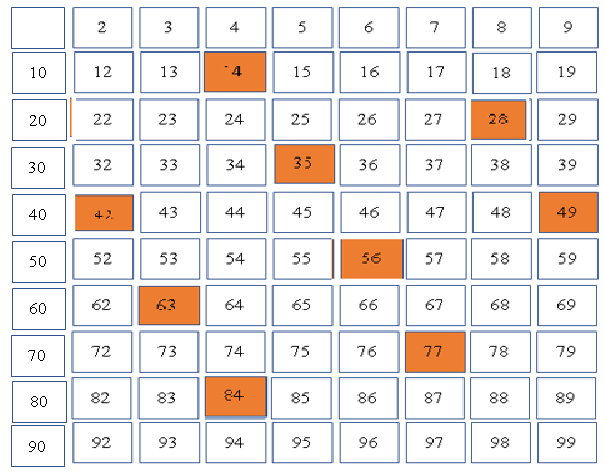 2 3 4 5 6 7 8 9
10 12 13 14 15 16 17 18 19
20 22 23 24 25 26 27 28 29
30 32 33 34 35 36 37 38 39
40 42 43 44 45 46 47 48 49
50 52 53 54 55 56 57 58 59
60 62 63 64 65 66 67 68 69
70 72 73 74 75 76 77 78 79
80 82 83 84 85 86 87 88 89
90 92 93 94 95 96 97 98 99